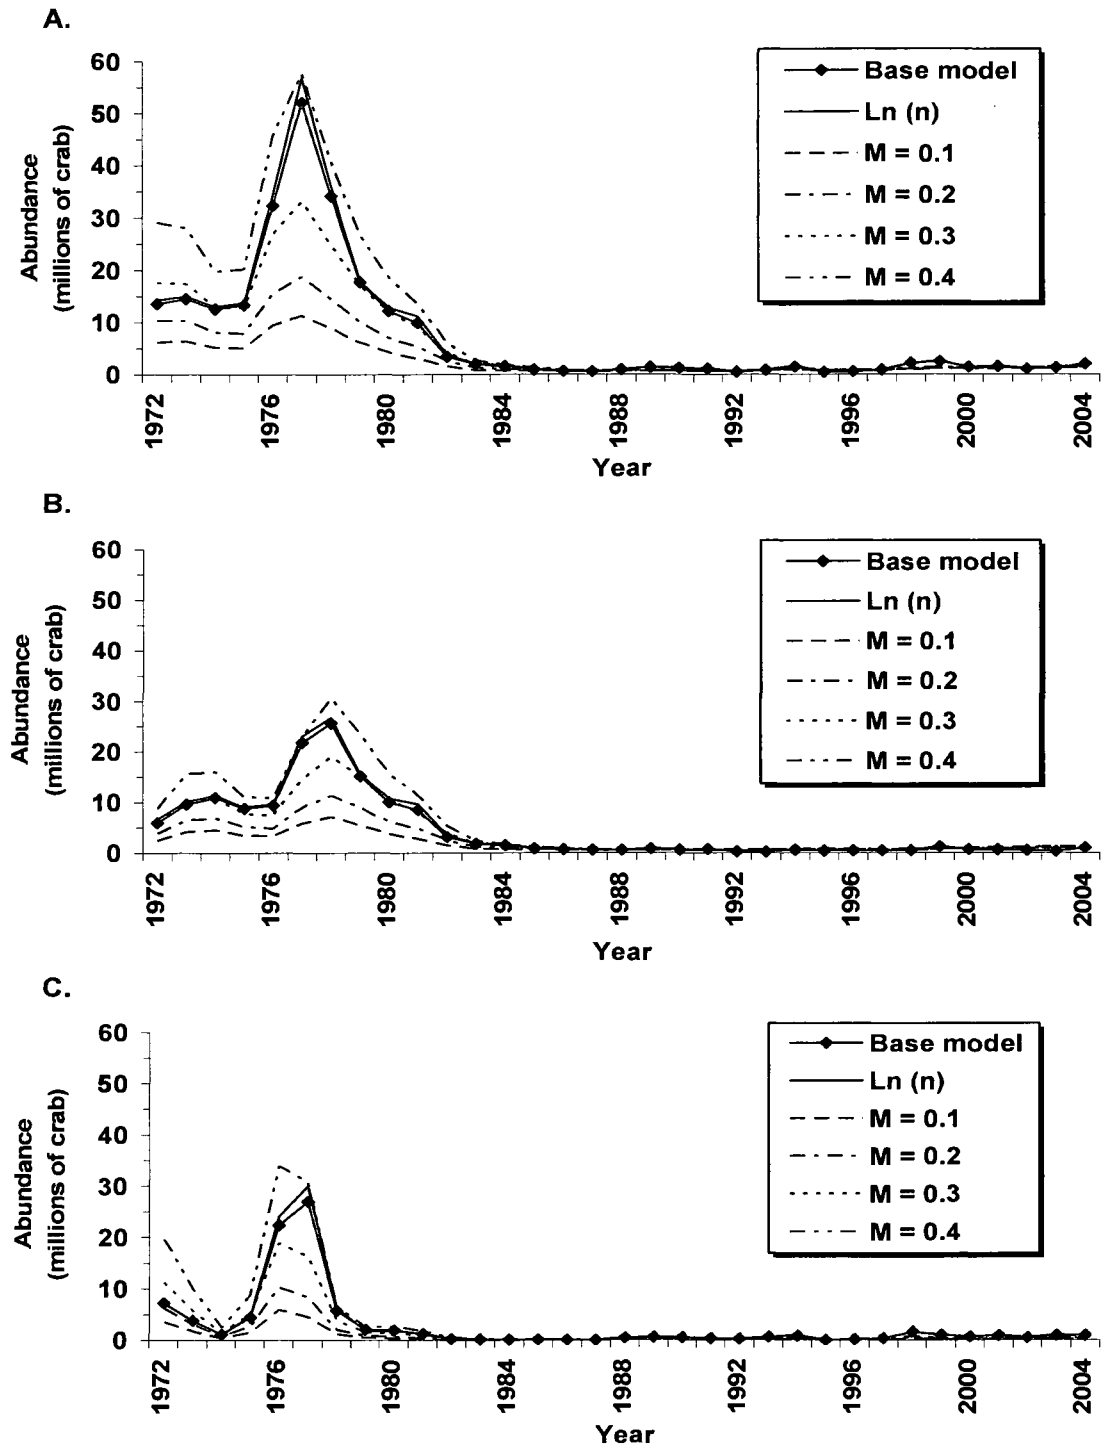 A.
Abundance
(millions of crab)
60
50
40
30
20
10
0
1972
1976
1980
1984
1988
1992
1996
2000
2004
Year
Base model
Ln (n)
M = 0.1
M = 0.2
M = 0.3
M = 0.4
B.
Abundance
(millions of crab)
60
50
40
30
20
10
0
1972
1976
1980
1984
1988
1992
1996
2000
2004
Year
Base model
Ln (n)
M = 0.1
M = 0.2
M = 0.3
M = 0.4
C.
Abundance
(millions of crab)
60
50
40
30
20
10
0
1972
1976
1980
1984
1988
1992
1996
2000
2004
Year
Base model
Ln (n)
M = 0.1
M = 0.2
M = 0.3
M = 0.4